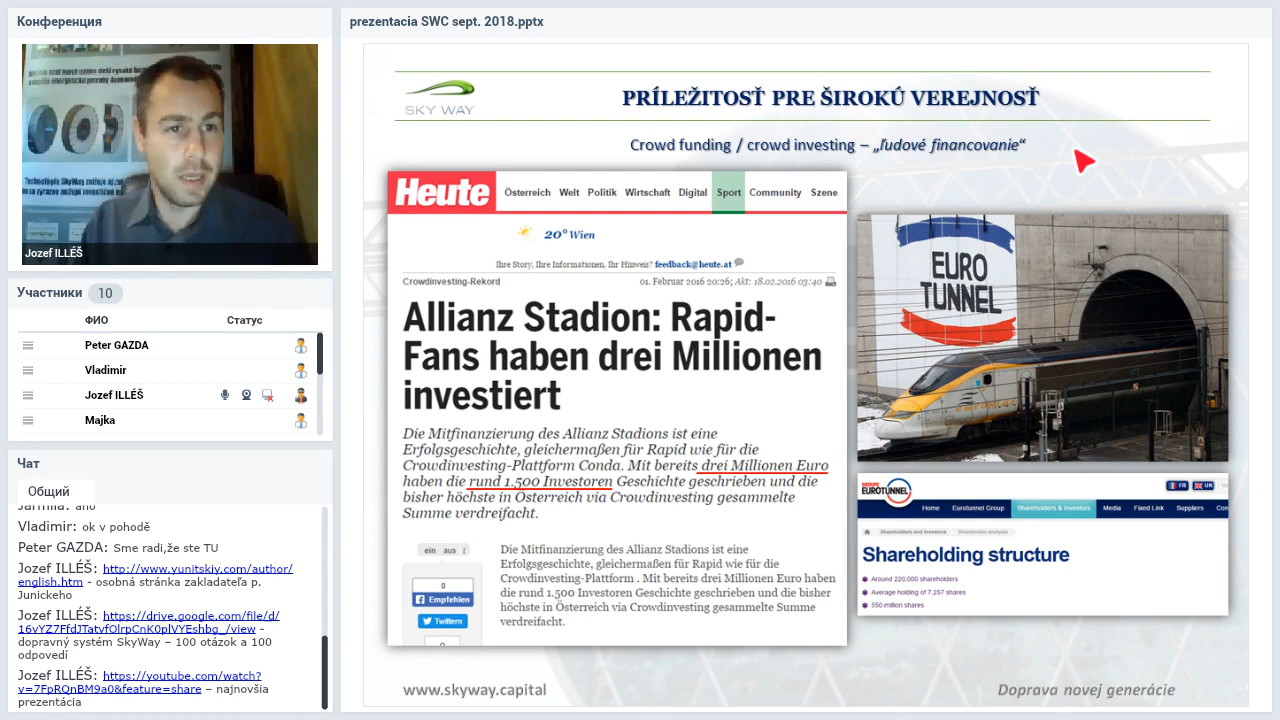 Конференция
Jozef ILLÉŠ
Участники 10
ФИО Статус
Peter GAZDA
Vladimir
Jozef ILLÉŠ
Majka
Чат
Общий
Jarmila: ano
Vladimir: ok v pohodě
Peter GAZDA: Sme radi,že ste TU
Jozef ILLÉŠ: http://www.yunitskiy.com/author/
english.htm - osobná stránka zakladateľa p.
Junickeho
Jozef ILLÉŠ: https://drive.google.com/file/d/
16vYZ7FfdJTatvfOlrpCnK0plVYEshbg_/view -
dopravný systém SkyWay – 100 otázok a 100
odpovedí
Jozef ILLÉŠ: https://youtube.com/watch?
v=7FpRQnBM9a0&feature=share – najnovšia
prezentácia
prezentacia SWC sept. 2018.pptx
SKY WAY
PRÍLEŽITOSŤ PRE ŠIROKÚ VEREJNOSŤ
Crowd funding / crowd investing – „ľudové financovanie“
Heute Österreich Welt Politik Wirtschaft Digital Sport Community Szene
20° Wien
Ihre Story, Ihre Informationen, Ihr Hinweis? feedback@heute.at
Crowdinvesting-Rekord 01. Februar 2016 20:26; Akt: 18.02.2016 03:40
Allianz Stadion: Rapid-
Fans haben drei Millionen
investiert
Die Mitfinanzierung des Allianz Stadions ist eine
Erfolgsgeschichte, gleichermaßen für Rapid wie für die
Crowdinvesting-Plattform Conda. Mit bereits drei Millionen Euro
haben die rund 1.500 Investoren Geschichte geschrieben und die
bisher höchste in Österreich via Crowdinvesting gesammelte
Summe verdreifacht.
ein aus
0
Empfehlen
Twittern
0
Die Mitfinanzierung des Allianz Stadions ist eine
Erfolgsgeschichte, gleichermaßen für Rapid wie für die
Crowdinvesting-Plattform . Mit bereits drei Millionen Euro haben
die rund 1.500 Investoren Geschichte geschrieben und die bisher
höchste in Österreich via Crowdinvesting gesammelte Summe
verdreifacht.
EURO
TUNNEL
GROUPE
EUROTUNNEL
FR UK
Home Eurotunnel Group Shareholders & Investors Media Fixed Link Suppliers
Shareholders and Investors Shareholder analysis
Shareholding structure
Around 220,000 shareholders
Average holding of 7,257 shares
550 million shares
www.skyway.capital
Doprava novej generácie